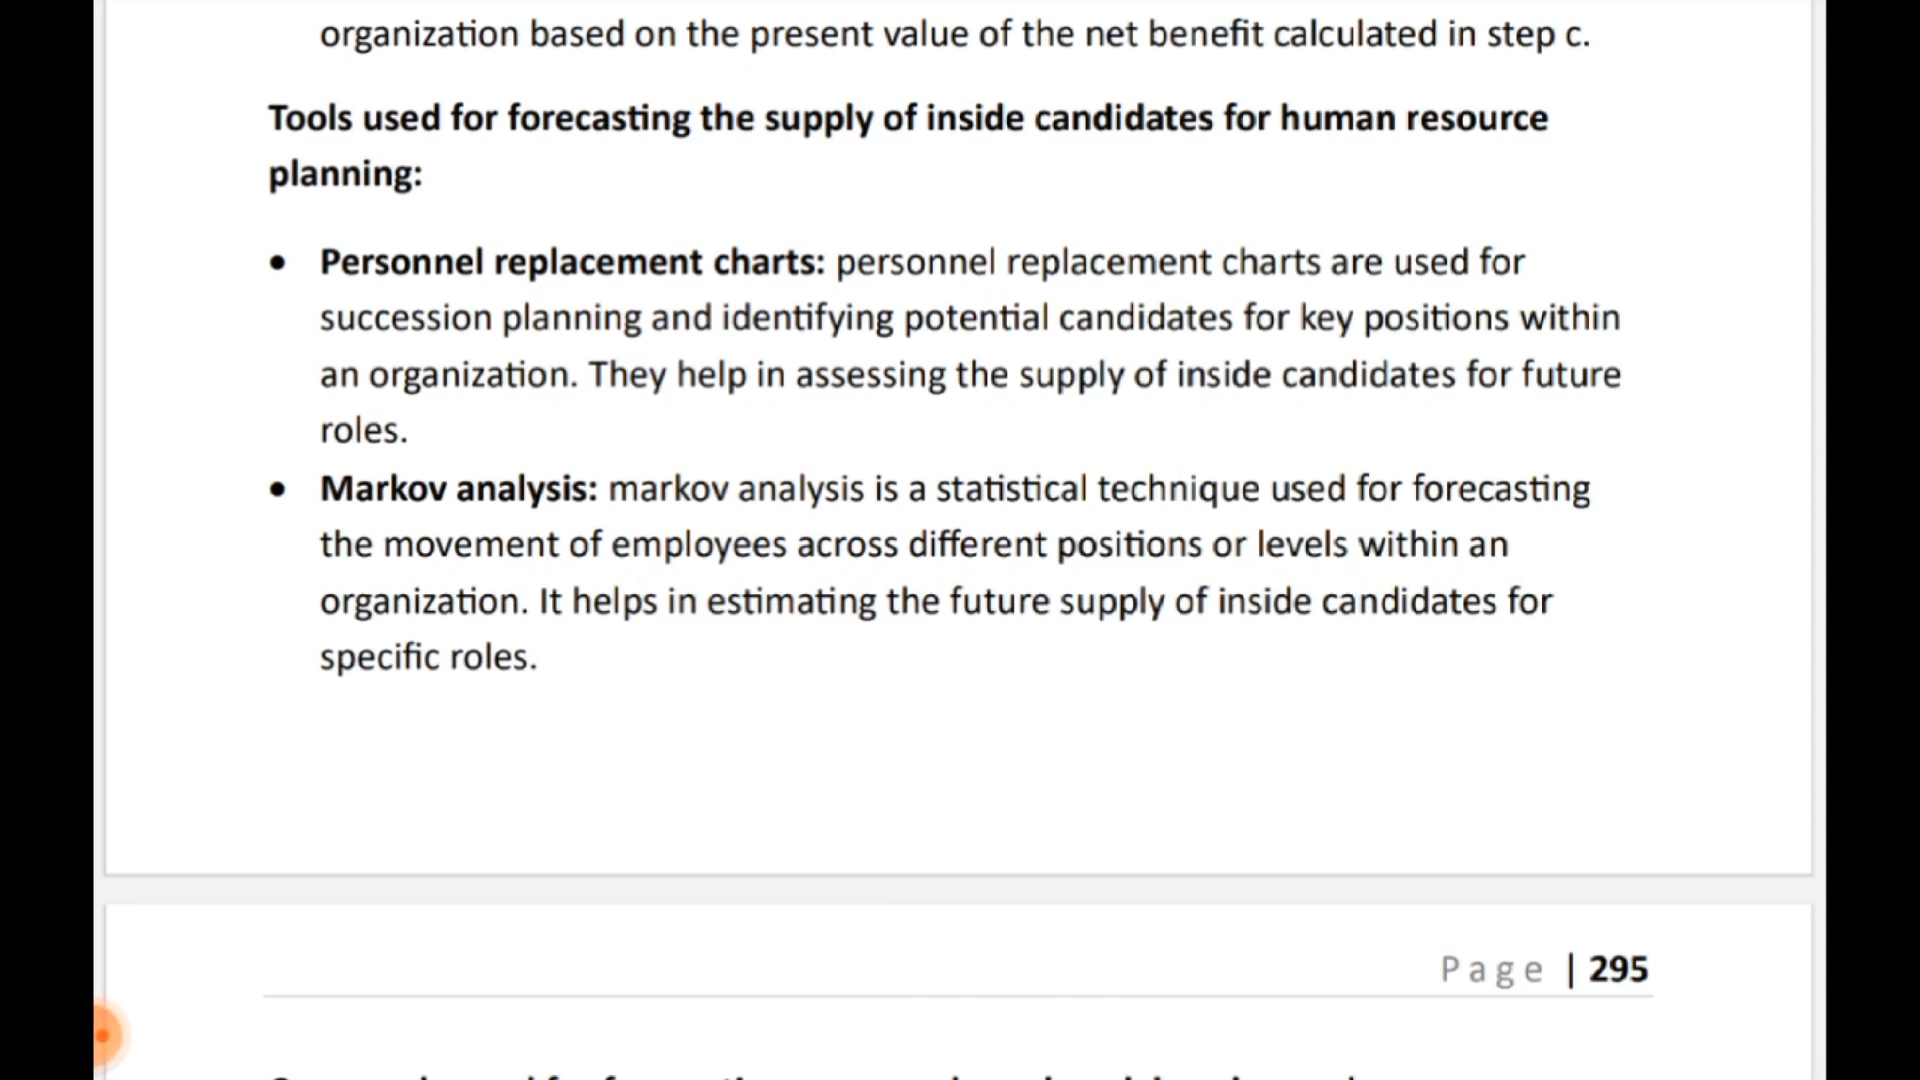 organization based on the present value of the net benefit calculated in step c.
Tools used for forecasting the supply of inside candidates for human resource
planning:
• Personnel replacement charts: personnel replacement charts are used for
succession planning and identifying potential candidates for key positions within
an organization. They help in assessing the supply of inside candidates for future
roles.
• Markov analysis: markov analysis is a statistical technique used for forecasting
the movement of employees across different positions or levels within an
organization. It helps in estimating the future supply of inside candidates for
specific roles.
Page | 295